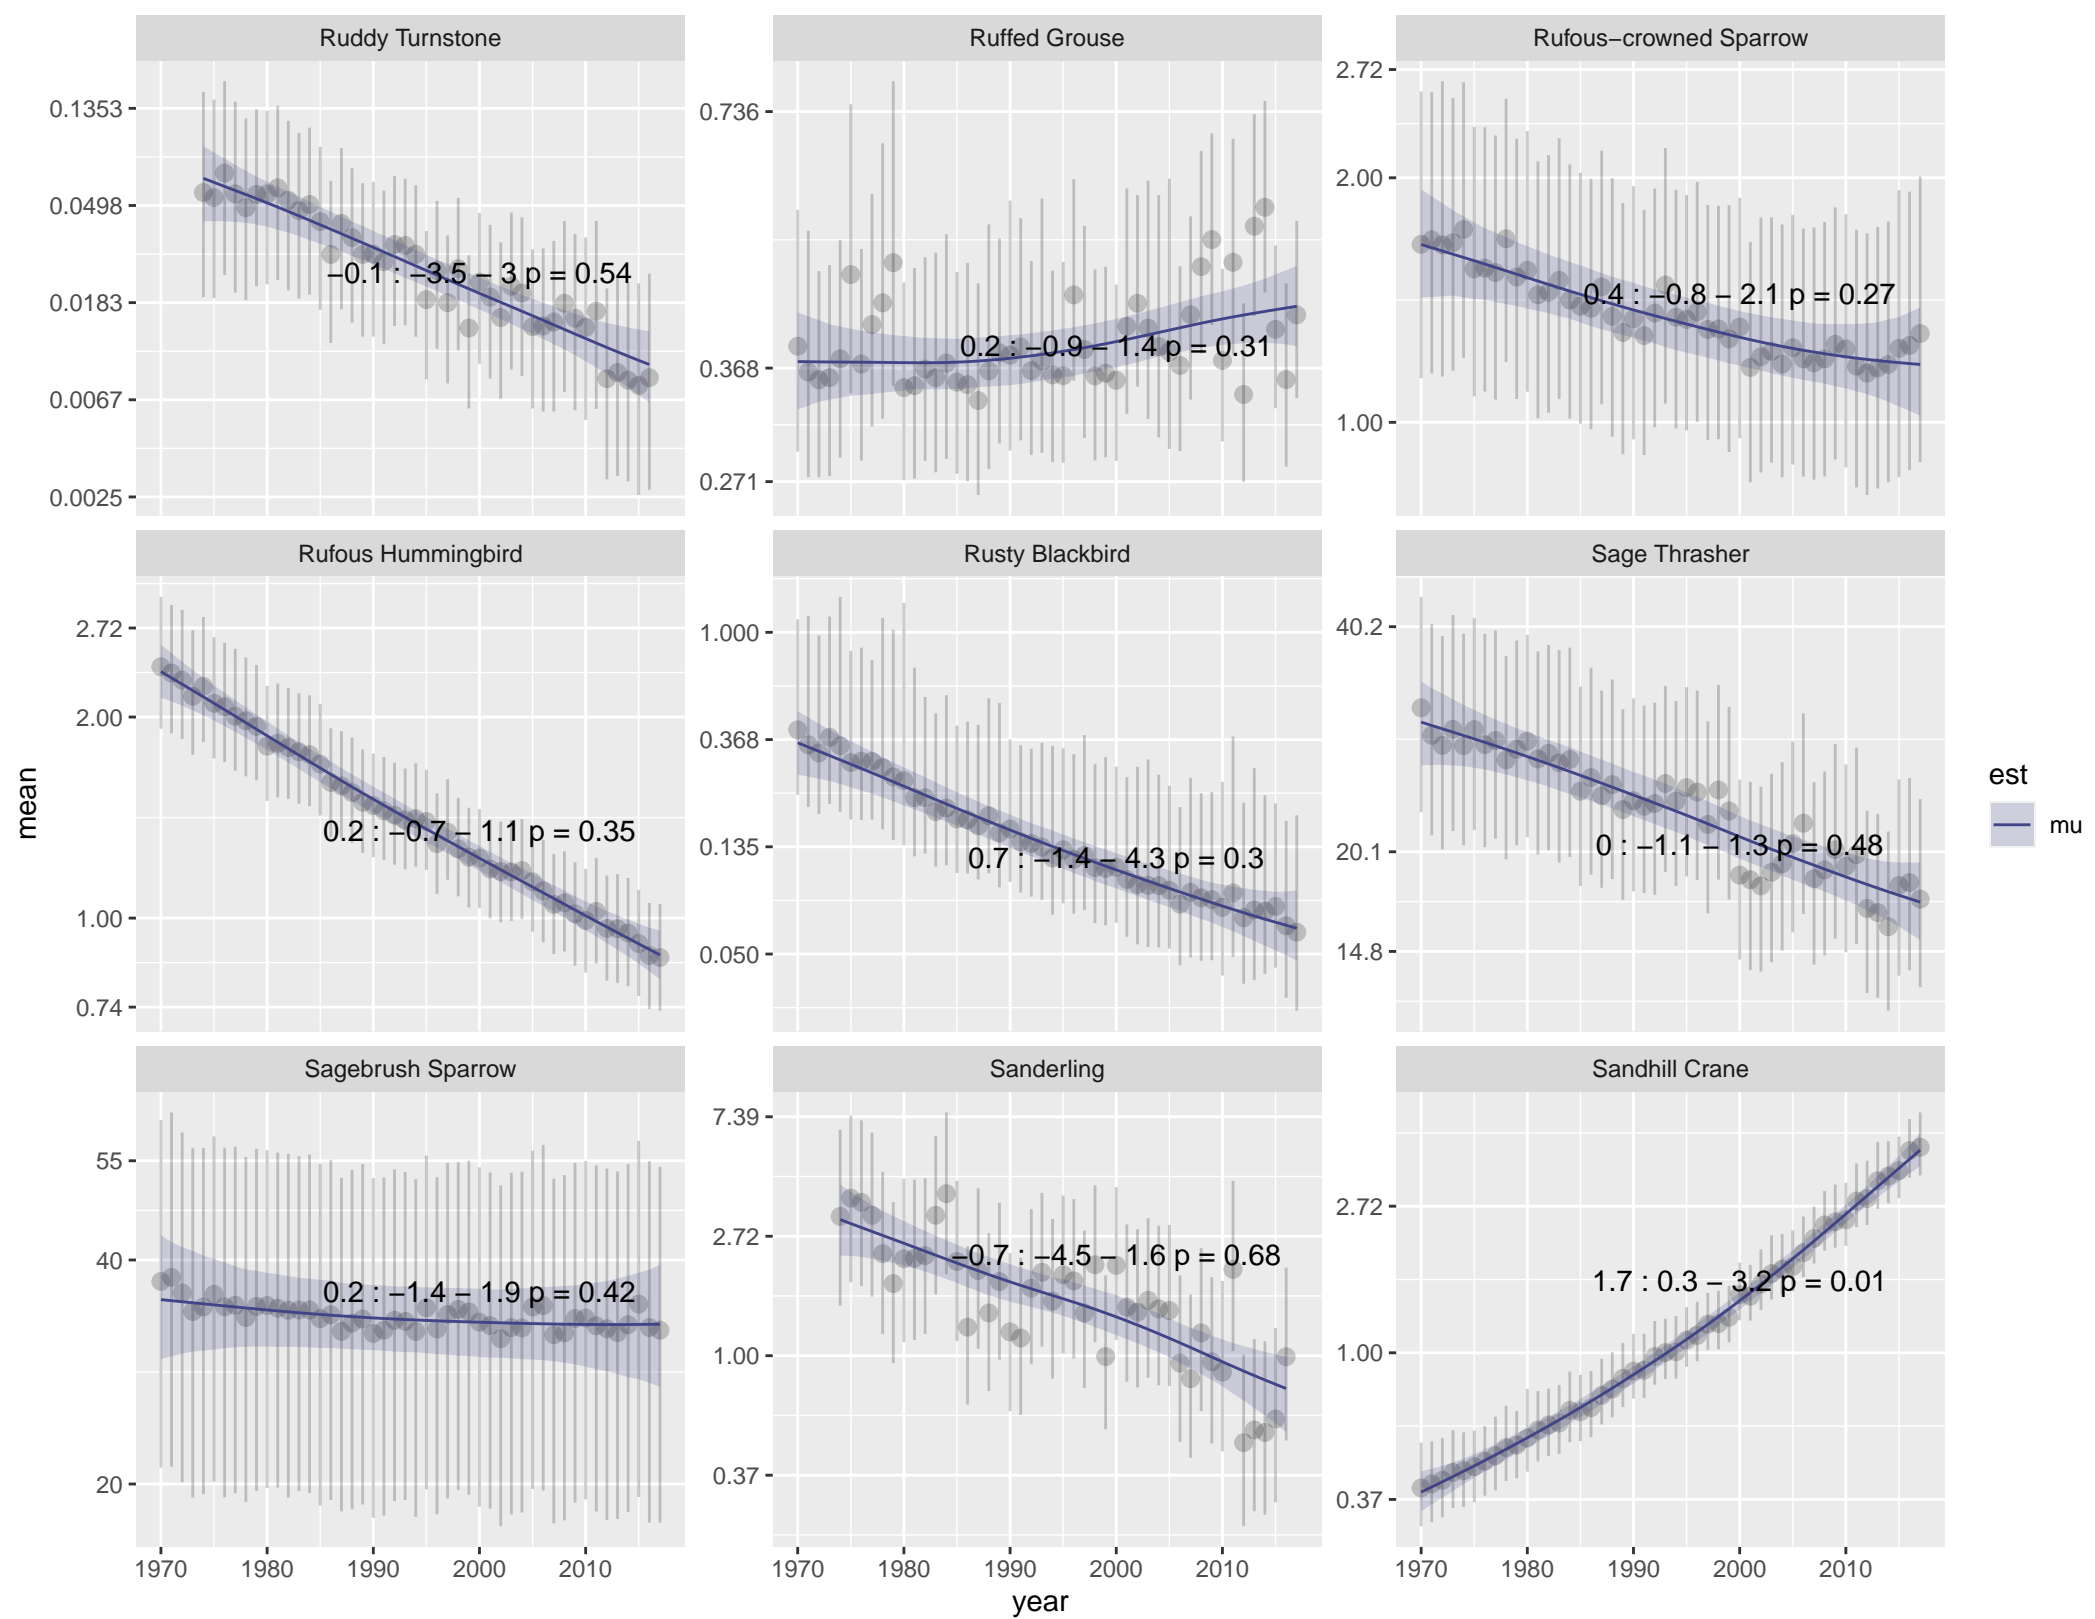 Ruddy Turnstone
Ruffed Grouse
Rufous−crowned Sparrow
0.1353
0.0498
0.0183
0.0067
0.0025
−0.1 : −3.5 − 3 p = 0.54
0.736
0.368
0.271
0.2 : −0.9 − 1.4 p = 0.31
2.72
2.00
1.00
0.4 : −0.8 − 2.1 p = 0.27
Rufous Hummingbird
Rusty Blackbird
Sage Thrasher
2.72
2.00
1.00
0.74
0.2 : −0.7 − 1.1 p = 0.35
1.000
0.368
0.135
0.050
0.7 : −1.4 − 4.3 p = 0.3
40.2
20.1
14.8
0 : −1.1 − 1.3 p = 0.48
Sagebrush Sparrow
Sanderling
Sandhill Crane
55
40
20
0.2 : −1.4 − 1.9 p = 0.42
7.39
2.72
1.00
0.37
−0.7 : −4.5 − 1.6 p = 0.68
2.72
1.00
0.37
1.7 : 0.3 − 3.2 p = 0.01
1970 1980 1990 2000 2010
1970 1980 1990 2000 2010
1970 1980 1990 2000 2010
year
mean
est
mu